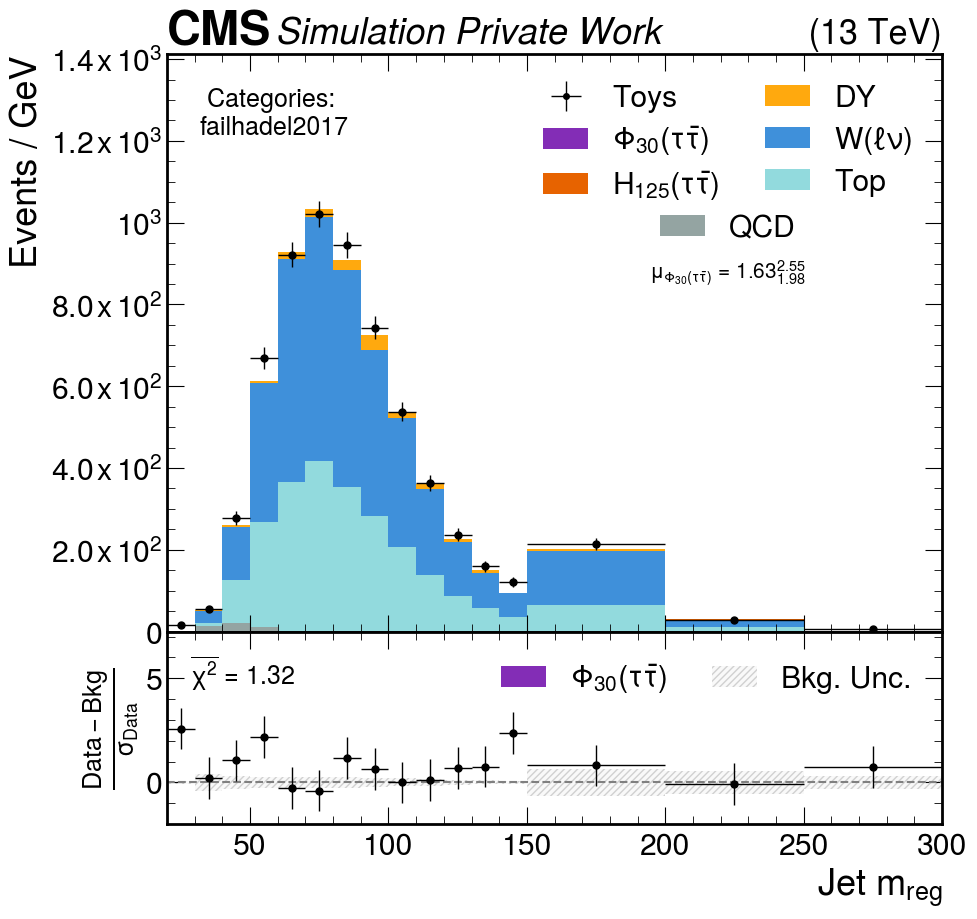 CMS Simulation Private Work (13 TeV)
Events / GeV
1.4 x 10³
1.2 x 10³
10³
8.0 x 10²
6.0 x 10²
4.0 x 10²
2.0 x 10²
0
Categories:
failhadel2017
Toys
Φ₃₀(ττ̄)
H₁₂₅(ττ̄)
DY
W(ℓν)
Top
QCD
μ_Φ₃₀(ττ̄) = 1.63 2.55 1.98
χ² = 1.32
Φ₃₀(ττ̄)
Bkg. Unc.
Data – Bkg
σ_Data
5
0
50 100 150 200 250 300
Jet m_reg